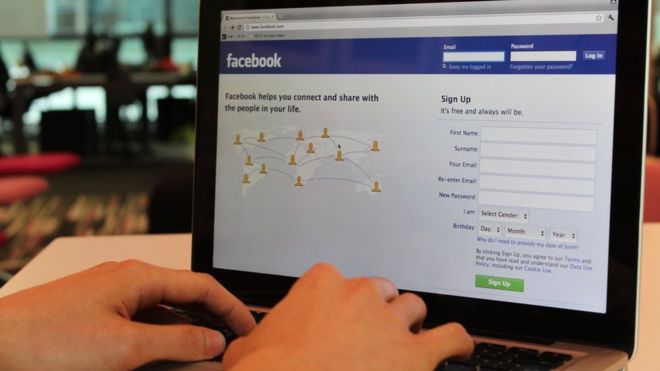 www.facebook.com
facebook
Email
Password
Log In
Keep me logged in
Forgotten your password?
Facebook helps you connect and share with
the people in your life.
Sign Up
It's free and always will be.
First Name:
Surname:
Your Email:
Re-enter Email:
New Password:
I am:
Select Gender:
Birthday:
Day:
Month:
Year:
Why do I need to provide my date of birth?
By clicking Sign Up, you agree to our Terms and
that you have read and understand our Data Use
Policy, including our Cookie Use.
Sign Up